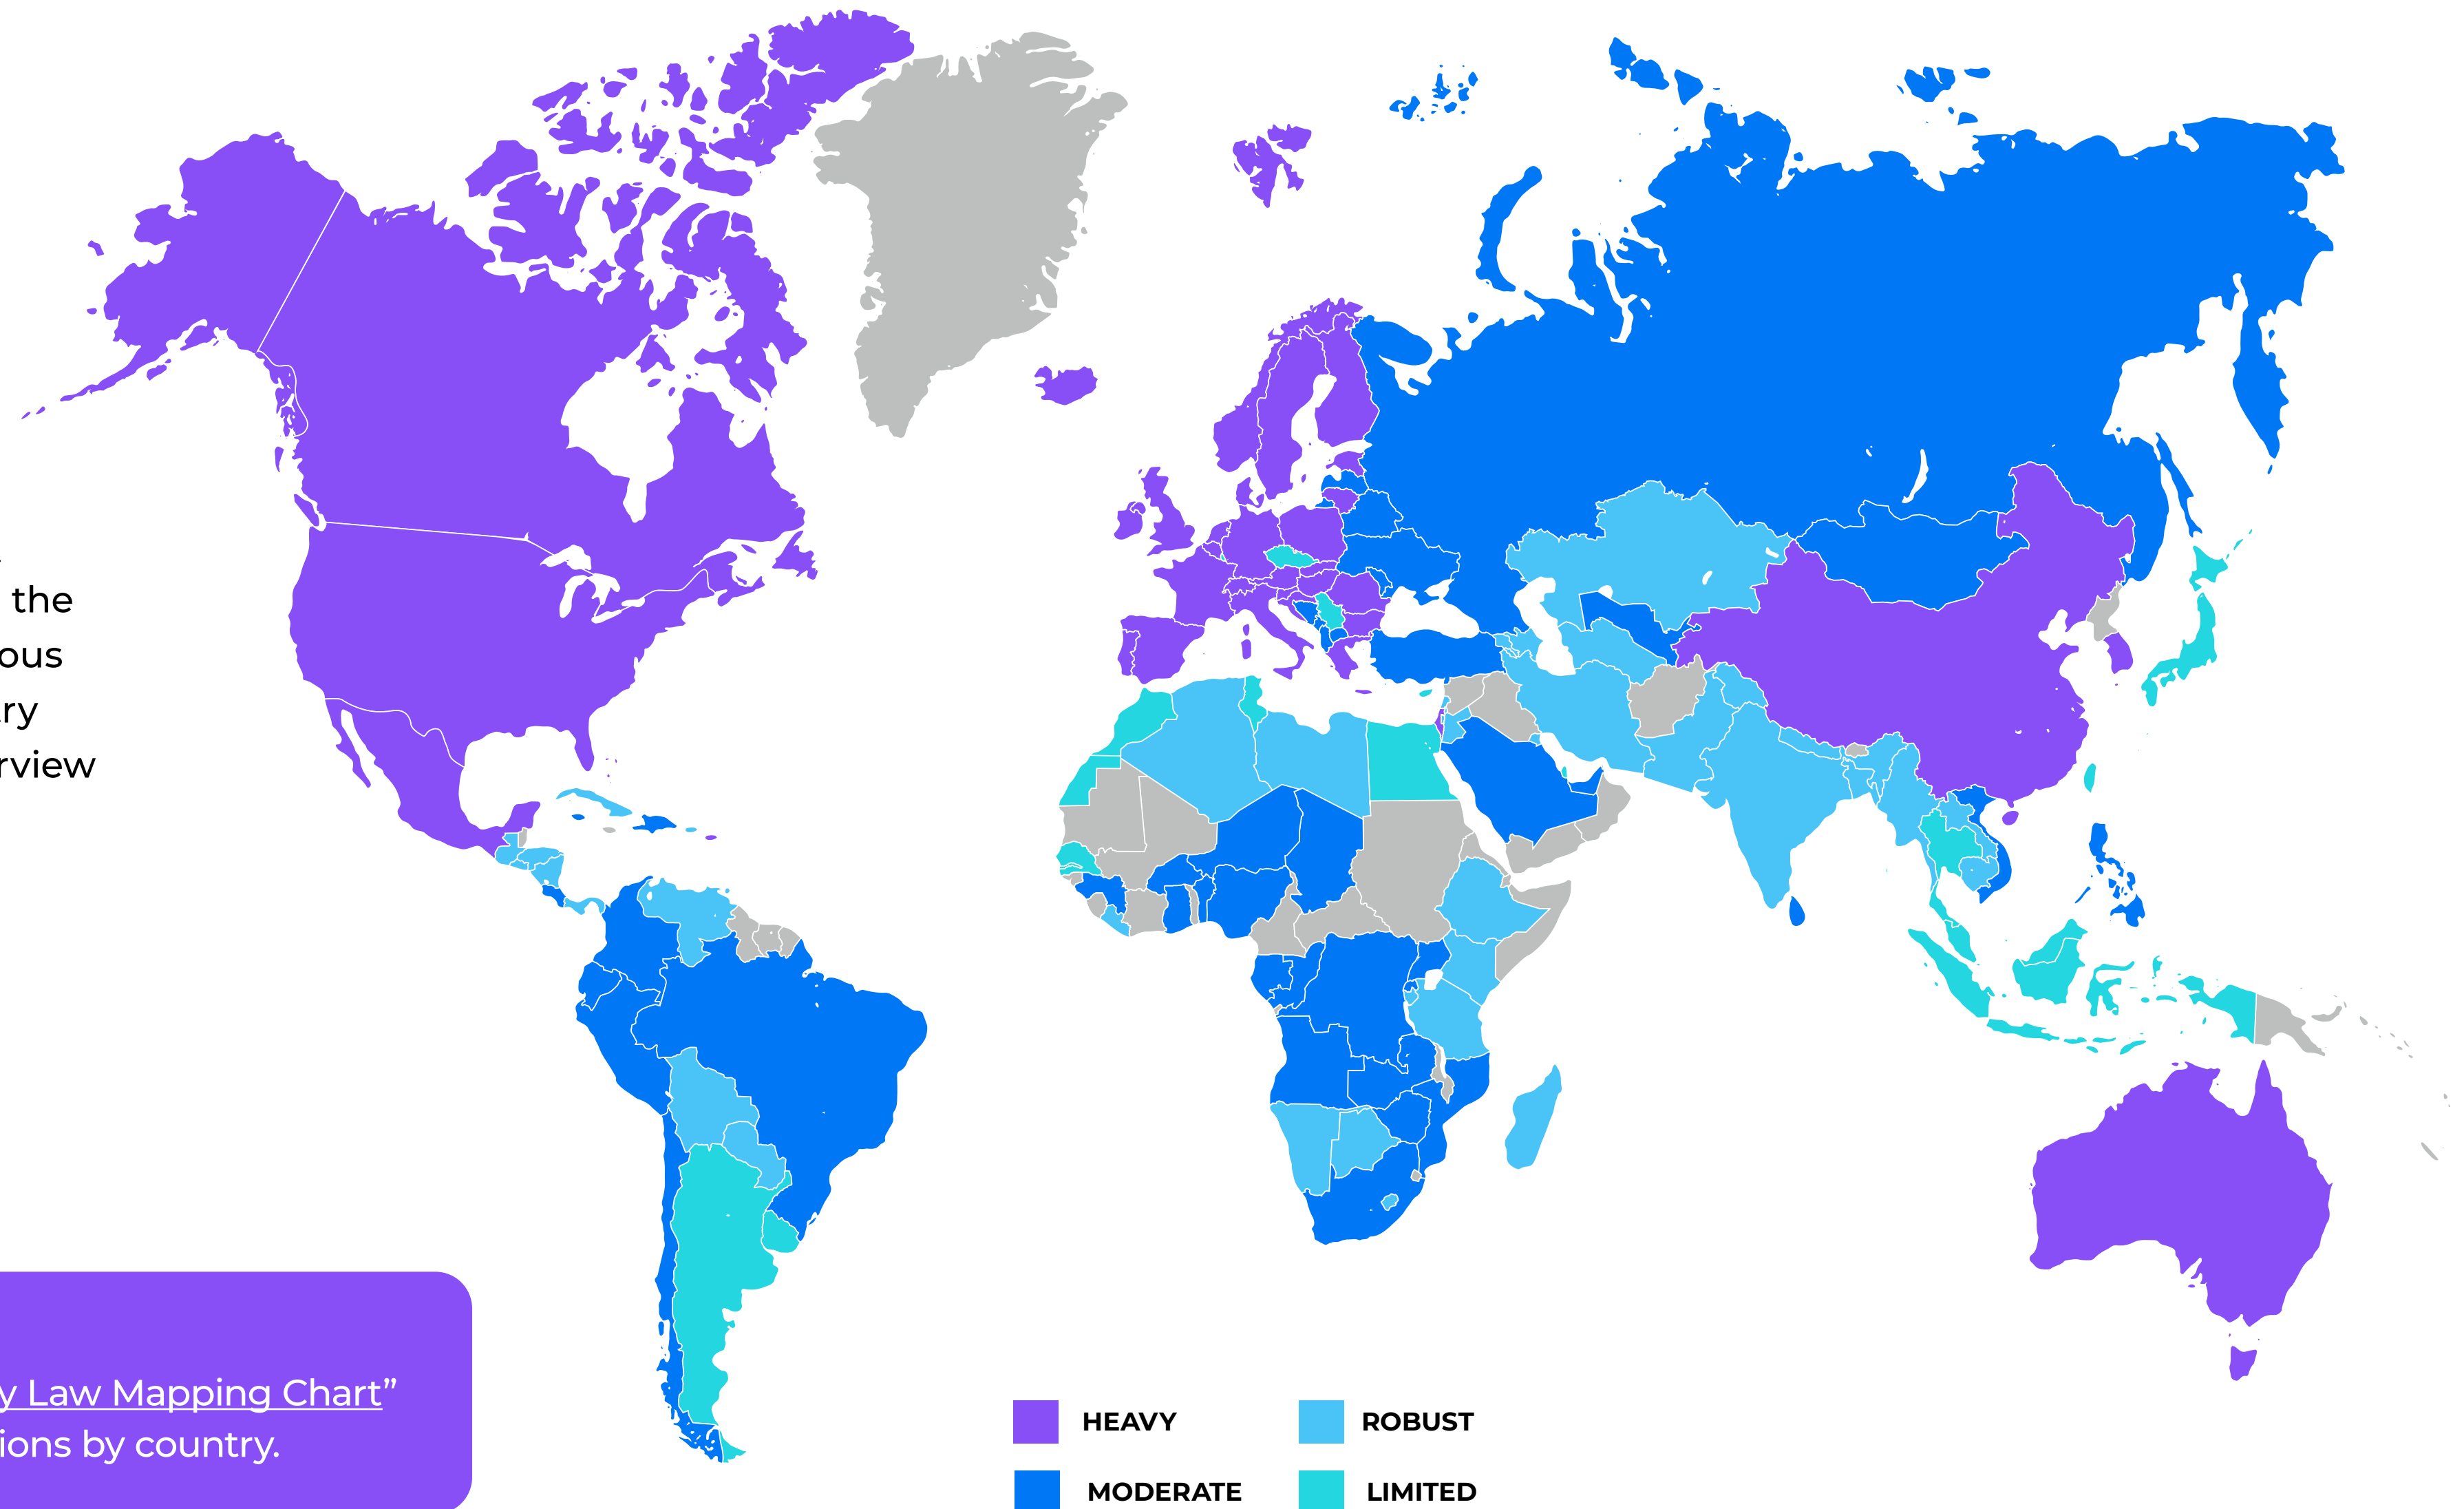 the
ous
ry
rview
y Law Mapping Chart”
ions by country.
HEAVY
ROBUST
MODERATE
LIMITED